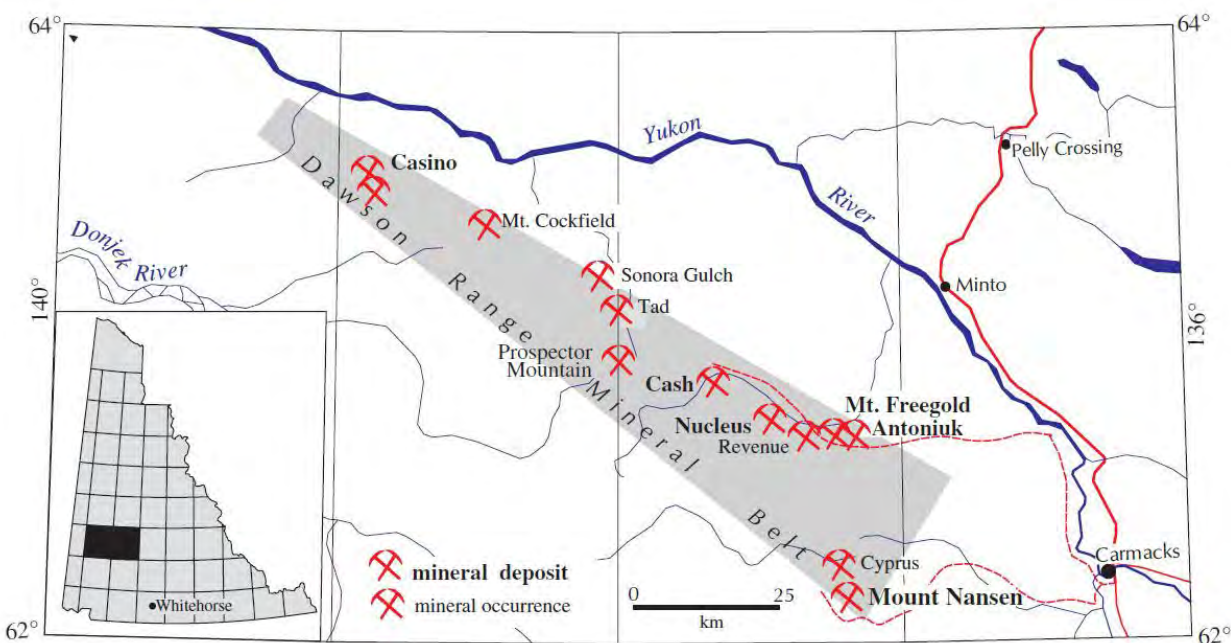 64°
64°
Yukon
River
Pelly Crossing
Casino
Mt. Cockfield
Donjek
River
Sonora Gulch
Minto
Tad
140°
136°
Prospector
Mountain
Cash
Mt. Freegold
Antoniuk
Nucleus
Revenue
Dawson Range Mineral Belt
Cyprus
Carmacks
mineral deposit
mineral occurrence
Mount Nansen
0 25
km
Whitehorse
62°
62°